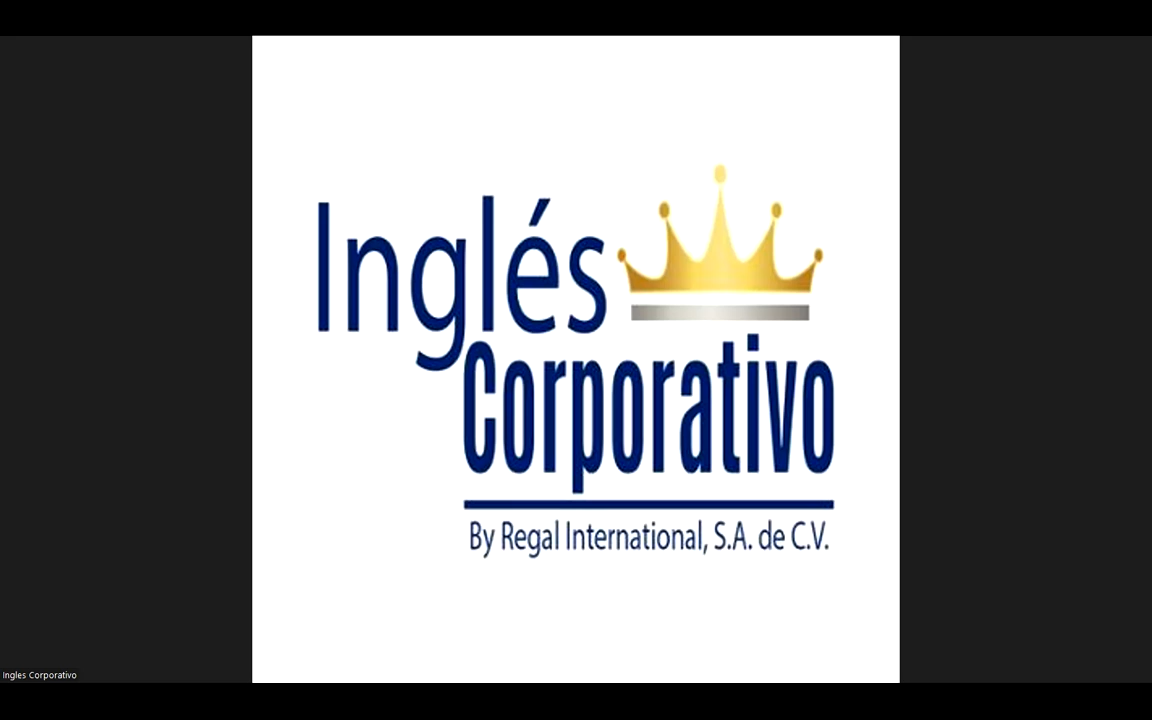 Inglés
Corporativo
By Regal International, S.A. de C.V.
Ingles Corporativo